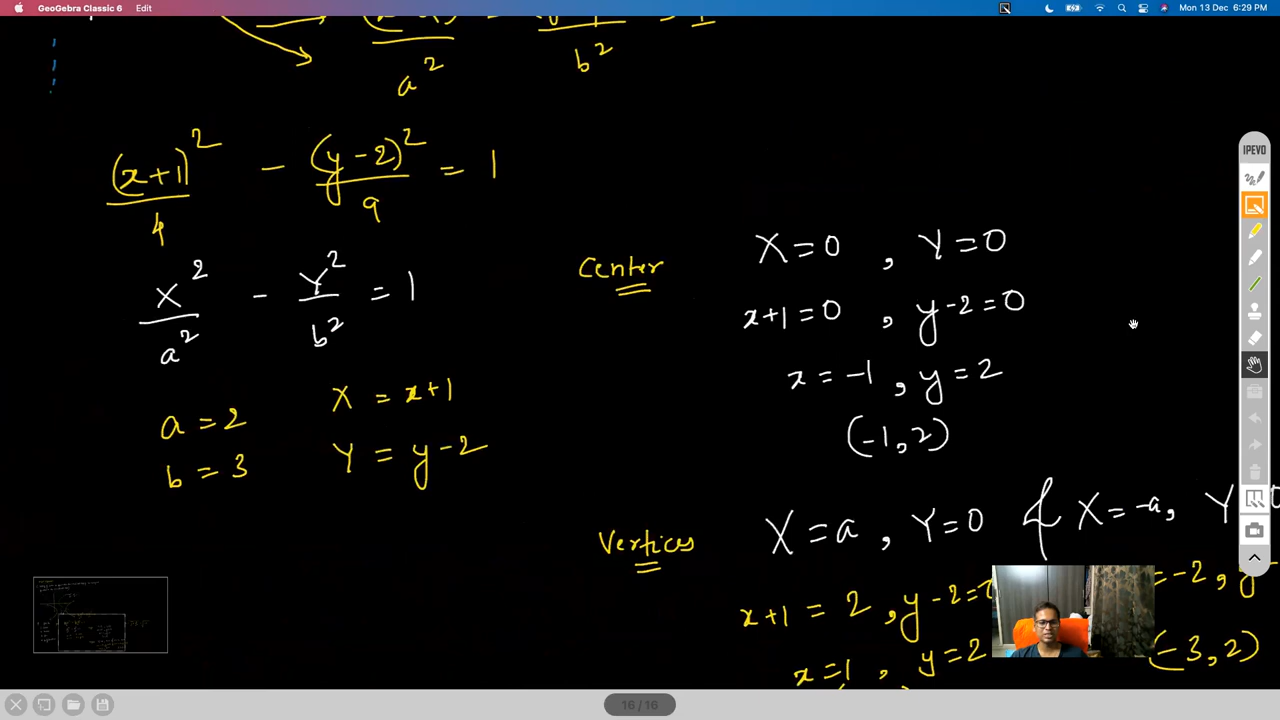 GeoGebra Classic 6 Edit Mon 13 Dec 6:29 PM
a² b² = 1
(x+1)²/4 - (y-2)²/9 = 1
X²/a² - Y²/b² = 1
a = 2 X = x+1
b = 3 Y = y-2
Center X=0 , Y=0
x+1=0 , y-2=0
x = -1 , y = 2
(-1, 2)
Vertices X = a , Y=0 & X = -a, Y
x+1 = 2 , y-2= = -2, y-
x=1 , y=2 (-3, 2)
IPEVO
16 / 16